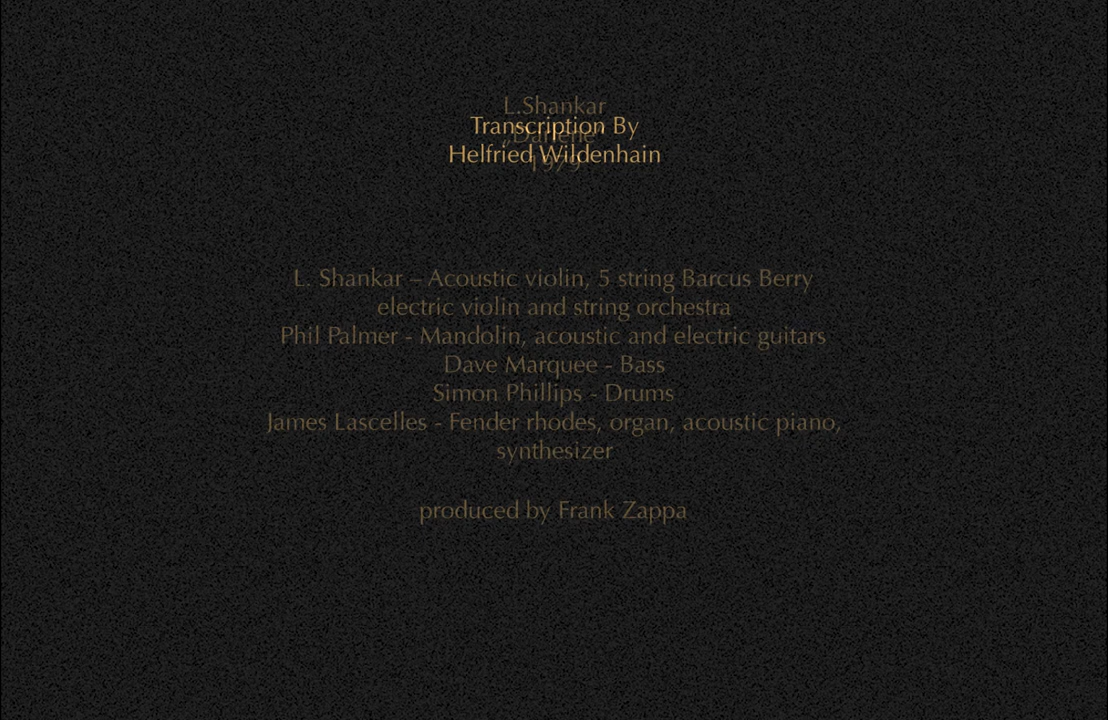 L.Shankar
Transcription By
„Darlene“
Helfried Wildenhain
1979
L. Shankar – Acoustic violin, 5 string Barcus Berry
electric violin and string orchestra
Phil Palmer - Mandolin, acoustic and electric guitars
Dave Marquee - Bass
Simon Phillips - Drums
James Lascelles - Fender rhodes, organ, acoustic piano,
synthesizer
produced by Frank Zappa